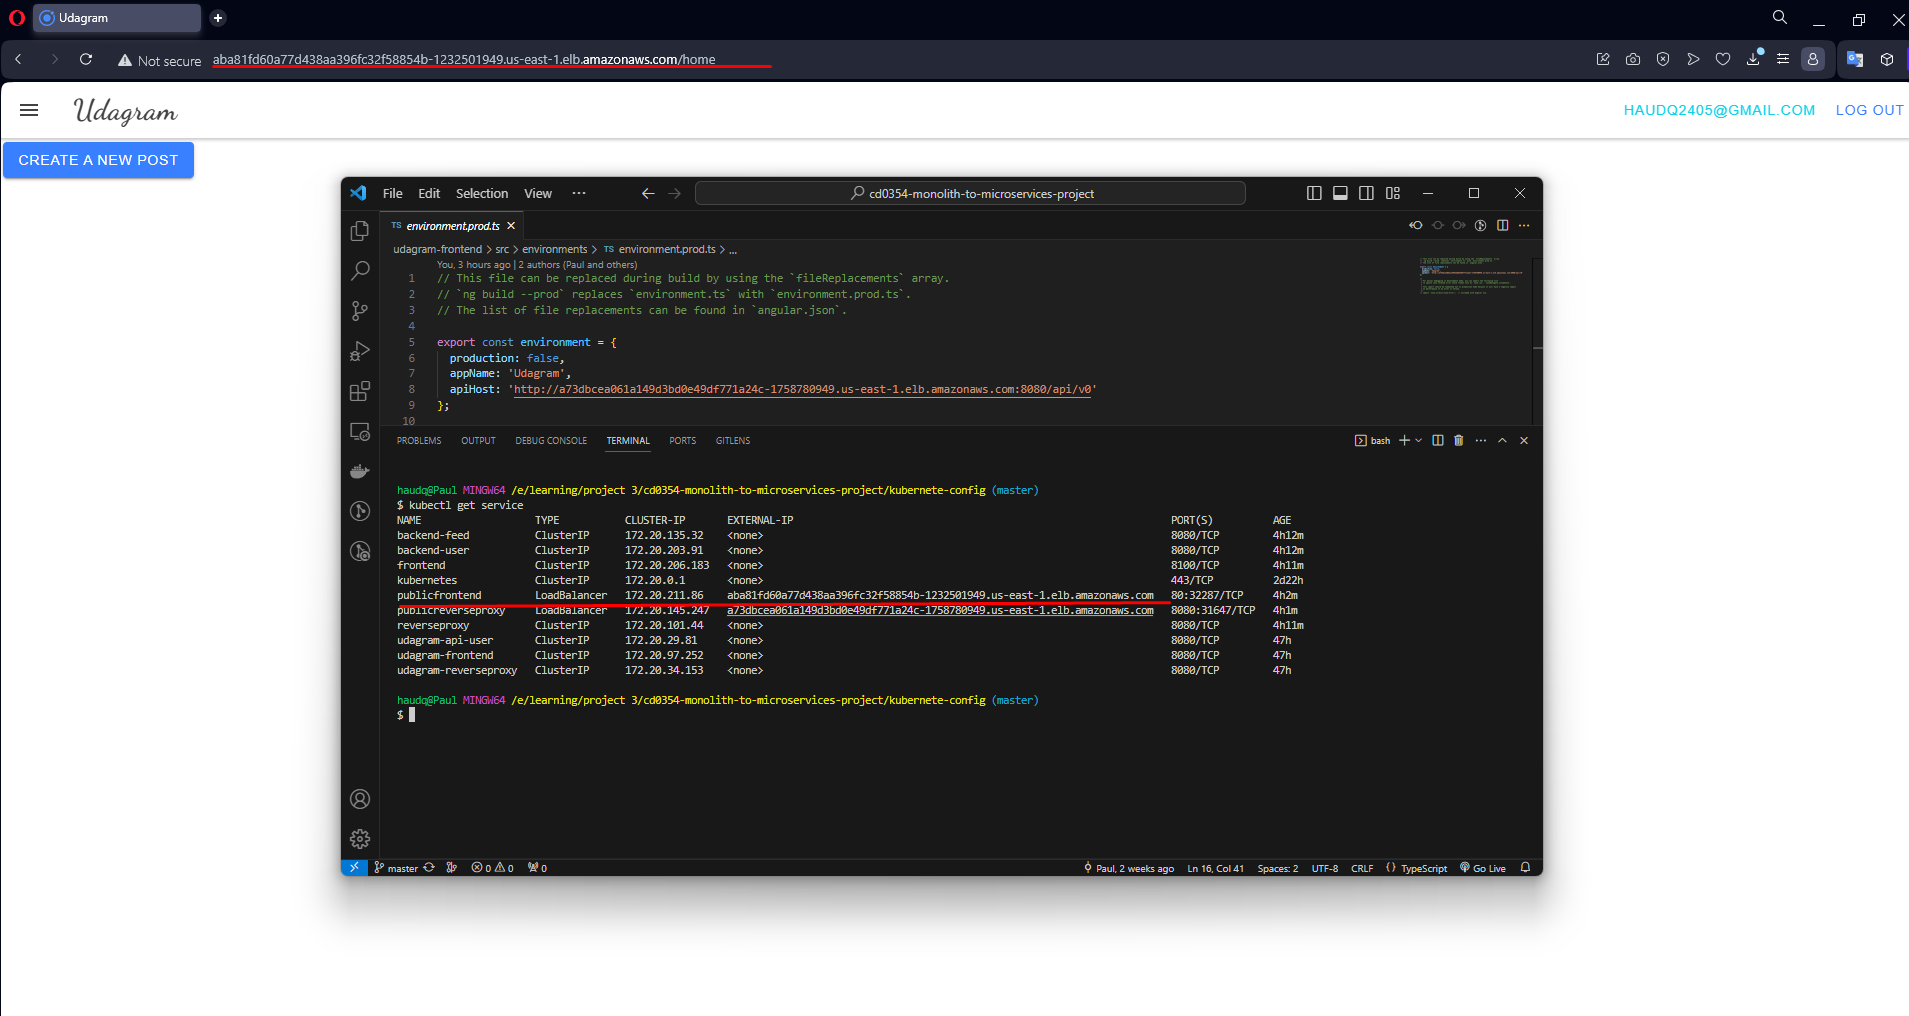 Udagram
Not secure aba81fd60a77d438aa396fc32f58854b-1232501949.us-east-1.elb.amazonaws.com/home
Udagram HAUDQ2405@GMAIL.COM LOG OUT
CREATE A NEW POST
File Edit Selection View ··· cd0354-monolith-to-microservices-project
TS environment.prod.ts
udagram-frontend > src > environments > TS environment.prod.ts > ...
You, 3 hours ago | 2 authors (Paul and others)
1 // This file can be replaced during build by using the `fileReplacements` array.
2 // `ng build --prod` replaces `environment.ts` with `environment.prod.ts`.
3 // The list of file replacements can be found in `angular.json`.
4
5 export const environment = {
6 production: false,
7 appName: 'Udagram',
8 apiHost: 'http://a73dbcea061a149d3bd0e49df771a24c-1758780949.us-east-1.elb.amazonaws.com:8080/api/v0'
9 };
10
PROBLEMS OUTPUT DEBUG CONSOLE TERMINAL PORTS GITLENS bash
haudq@Paul MINGW64 /e/learning/project 3/cd0354-monolith-to-microservices-project/kubernete-config (master)
$ kubectl get service
NAME TYPE CLUSTER-IP EXTERNAL-IP PORT(S) AGE
backend-feed ClusterIP 172.20.135.32 <none> 8080/TCP 4h12m
backend-user ClusterIP 172.20.203.91 <none> 8080/TCP 4h12m
frontend ClusterIP 172.20.206.183 <none> 8100/TCP 4h11m
kubernetes ClusterIP 172.20.0.1 <none> 443/TCP 2d22h
publicfrontend LoadBalancer 172.20.211.86 aba81fd60a77d438aa396fc32f58854b-1232501949.us-east-1.elb.amazonaws.com 80:32287/TCP 4h2m
publicreverseproxy LoadBalancer 172.20.145.247 a73dbcea061a149d3bd0e49df771a24c-1758780949.us-east-1.elb.amazonaws.com 8080:31647/TCP 4h1m
reverseproxy ClusterIP 172.20.101.44 <none> 8080/TCP 4h11m
udagram-api-user ClusterIP 172.20.29.81 <none> 8080/TCP 47h
udagram-frontend ClusterIP 172.20.97.252 <none> 8080/TCP 47h
udagram-reverseproxy ClusterIP 172.20.34.153 <none> 8080/TCP 47h
haudq@Paul MINGW64 /e/learning/project 3/cd0354-monolith-to-microservices-project/kubernete-config (master)
$
master 0 0 0 Paul, 2 weeks ago Ln 16, Col 41 Spaces: 2 UTF-8 CRLF {} TypeScript Go Live